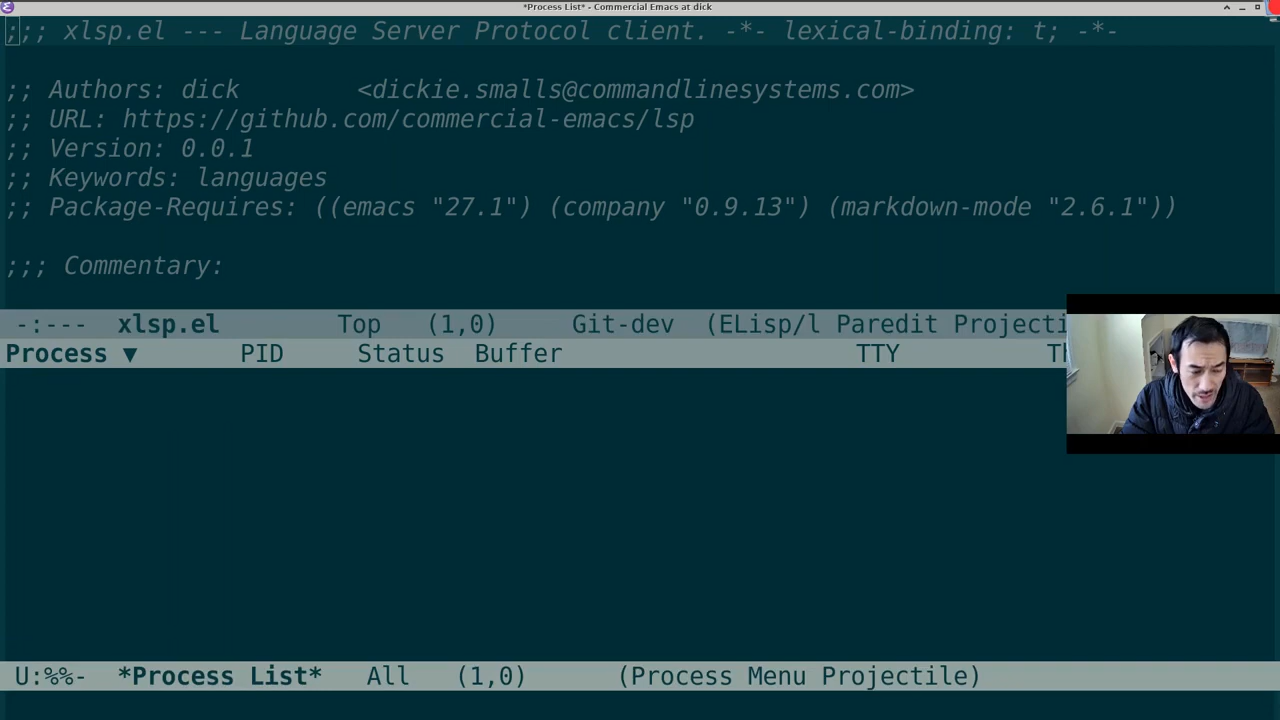 *Process List* - Commercial Emacs at dick
;;; xlsp.el --- Language Server Protocol client. -*- lexical-binding: t; -*-
;; Authors: dick        <dickie.smalls@commandlinesystems.com>
;; URL: https://github.com/commercial-emacs/lsp
;; Version: 0.0.1
;; Keywords: languages
;; Package-Requires: ((emacs "27.1") (company "0.9.13") (markdown-mode "2.6.1"))
;;; Commentary:
-:---  xlsp.el        Top   (1,0)     Git-dev  (ELisp/l Paredit Projecti
Process ▼       PID     Status  Buffer                    TTY          Th
U:%%-  *Process List*   All   (1,0)      (Process Menu Projectile)